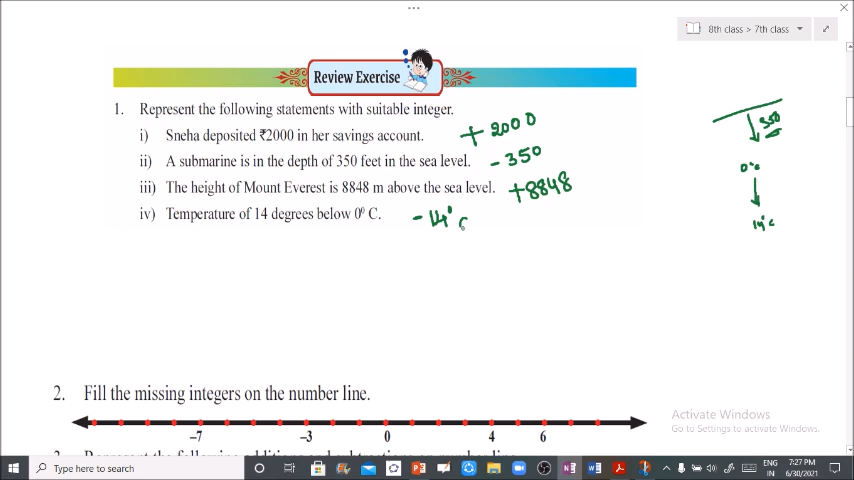 8th class > 7th class
Review Exercise
1. Represent the following statements with suitable integer.
i) Sneha deposited ₹2000 in her savings account. +2000
ii) A submarine is in the depth of 350 feet in the sea level. -350
iii) The height of Mount Everest is 8848 m above the sea level. +8848
iv) Temperature of 14 degrees below 0⁰ C. -14° C
350
0°c
14°c
2. Fill the missing integers on the number line.
−7 −3 0 4 6
Activate Windows
Go to Settings to activate Windows.
Type here to search
ENG 7:27 PM
IN 6/30/2021